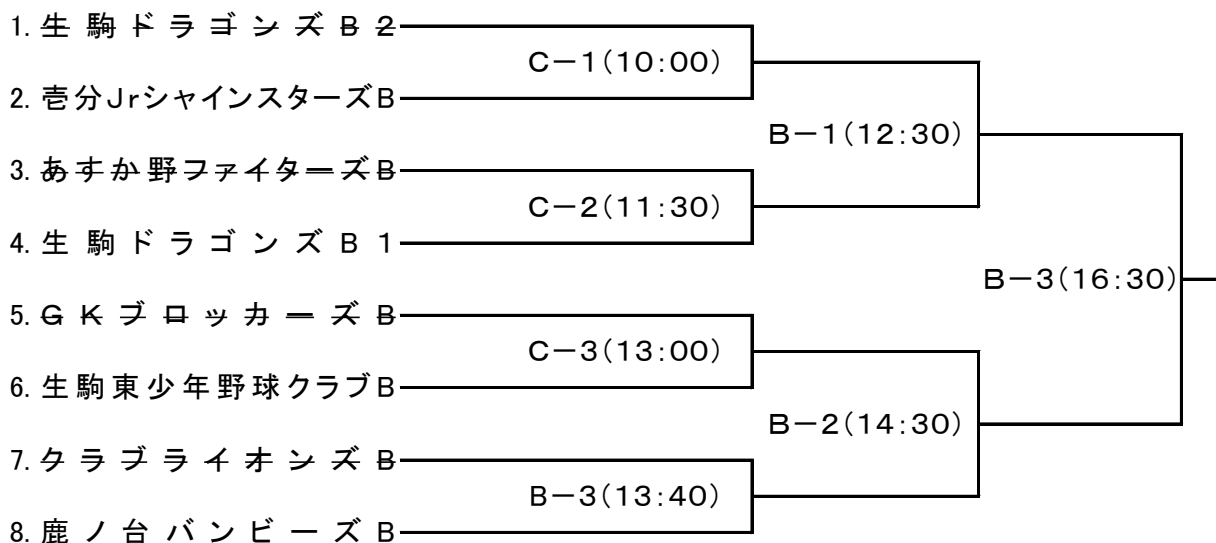 1. 生駒ドラゴンズB2
C－1(10:00)
2. 壱分JrシャインスターズB
B－1(12:30)
3. あすか野ファイターズB
C－2(11:30)
4. 生駒ドラゴンズB1
B－3(16:30)
5. GKブロッカーズB
C－3(13:00)
6. 生駒東少年野球クラブB
B－2(14:30)
7. クラブライオンズB
B－3(13:40)
8. 鹿ノ台バンビーズB